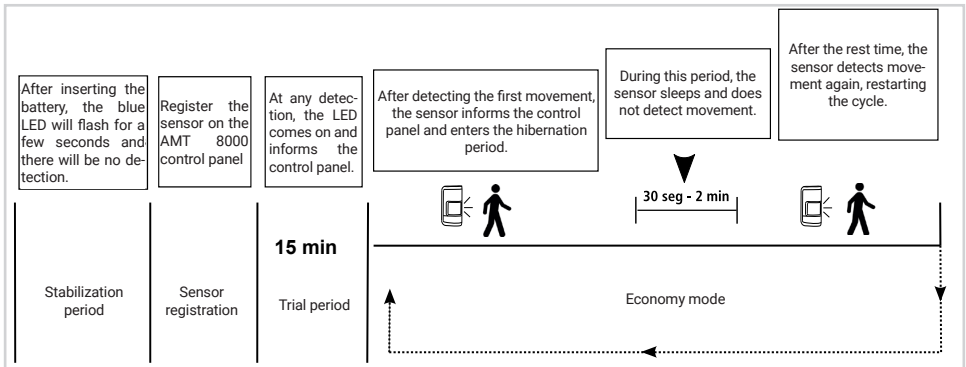 After inserting the
battery, the blue
LED will flash for a
few seconds and
there will be no de-
tection.
Register the
sensor on the
AMT 8000
control panel
At any detec-
tion, the LED
comes on and
informs the
control panel.
After detecting the first movement,
the sensor informs the control
panel and enters the hibernation
period.
During this period, the
sensor sleeps and does
not detect movement.
After the rest time, the
sensor detects move-
ment again, restarting
the cycle.
30 seg - 2 min
15 min
Stabilization
period
Sensor
registration
Trial period
Economy mode